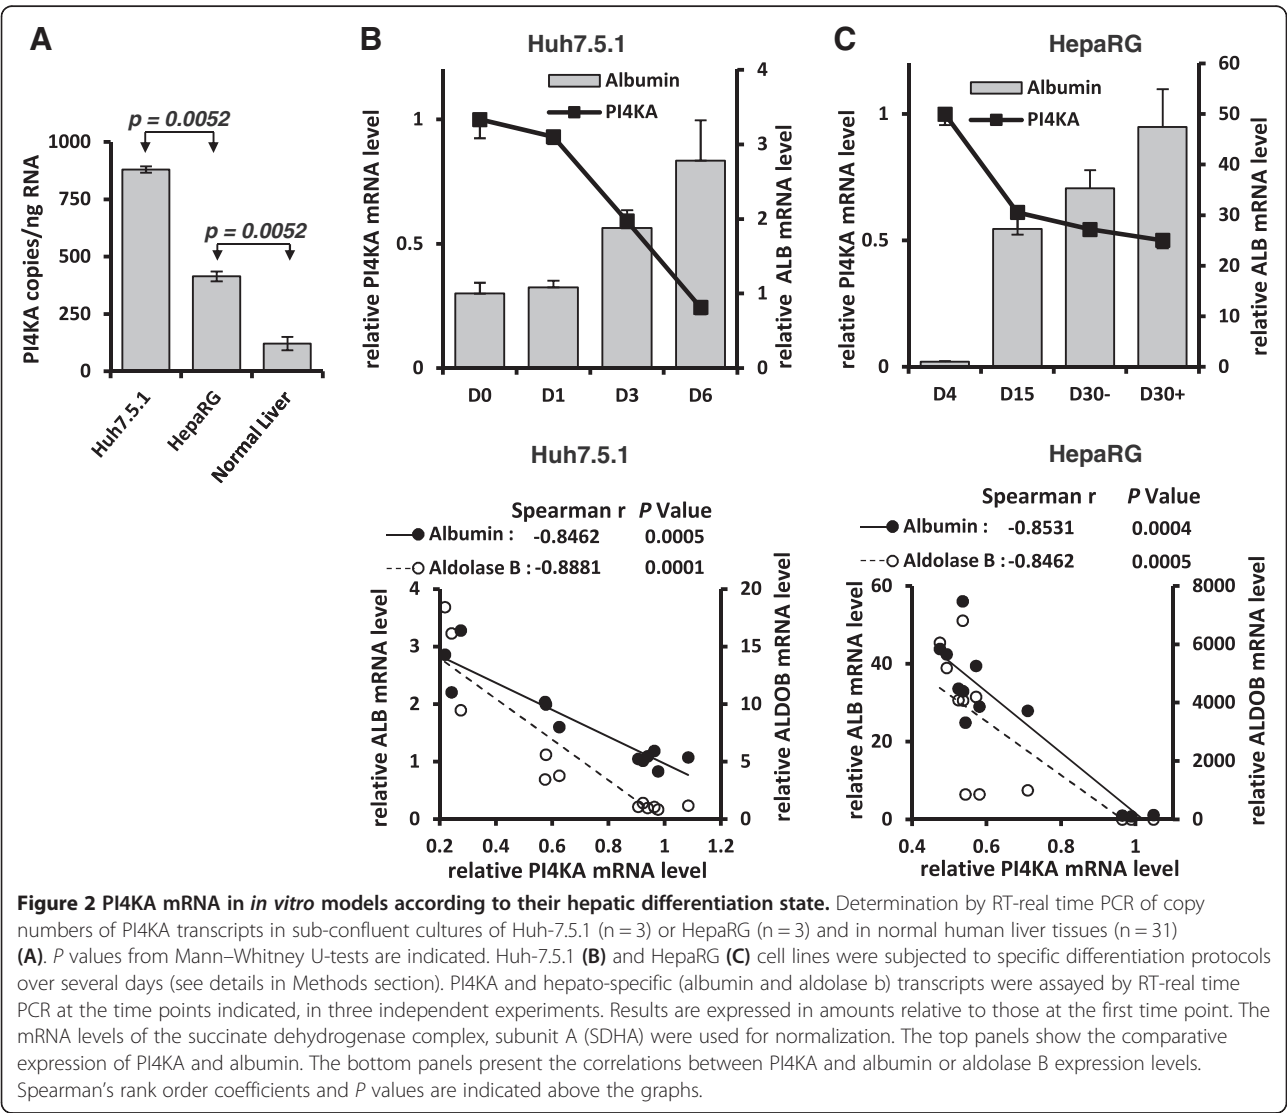 A
p = 0.0052
p = 0.0052
PI4KA copies/ng RNA
1000
750
500
250
0
Huh7.5.1
HepaRG
Normal Liver
B
Huh7.5.1
Albumin
PI4KA
relative PI4KA mRNA level
1
0.5
0
relative ALB mRNA level
4
3
2
1
0
D0 D1 D3 D6
C
HepaRG
Albumin
PI4KA
relative PI4KA mRNA level
1
0.5
0
relative ALB mRNA level
60
50
40
30
20
10
0
D4 D15 D30- D30+
Huh7.5.1
Spearman r P Value
Albumin : -0.8462 0.0005
Aldolase B : -0.8881 0.0001
relative ALB mRNA level
4
3
2
1
0
relative ALDOB mRNA level
20
15
10
5
0
0.2 0.4 0.6 0.8 1 1.2
relative PI4KA mRNA level
HepaRG
Spearman r P Value
Albumin : -0.8531 0.0004
Aldolase B : -0.8462 0.0005
relative ALB mRNA level
60
40
20
0
relative ALDOB mRNA level
8000
6000
4000
2000
0
0.4 0.6 0.8 1
relative PI4KA mRNA level
Figure 2 PI4KA mRNA in in vitro models according to their hepatic differentiation state. Determination by RT-real time PCR of copy
numbers of PI4KA transcripts in sub-confluent cultures of Huh-7.5.1 (n = 3) or HepaRG (n = 3) and in normal human liver tissues (n = 31)
(A). P values from Mann–Whitney U-tests are indicated. Huh-7.5.1 (B) and HepaRG (C) cell lines were subjected to specific differentiation protocols
over several days (see details in Methods section). PI4KA and hepato-specific (albumin and aldolase b) transcripts were assayed by RT-real time
PCR at the time points indicated, in three independent experiments. Results are expressed in amounts relative to those at the first time point. The
mRNA levels of the succinate dehydrogenase complex, subunit A (SDHA) were used for normalization. The top panels show the comparative
expression of PI4KA and albumin. The bottom panels present the correlations between PI4KA and albumin or aldolase B expression levels.
Spearman's rank order coefficients and P values are indicated above the graphs.